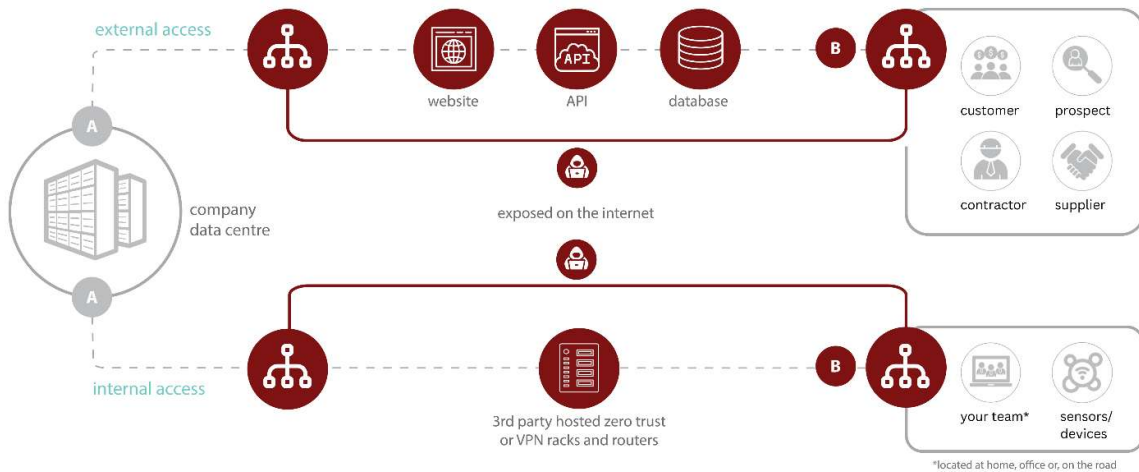 external access
A
company
data centre
A
internal access
website
API
API
database
B
exposed on the internet
3rd party hosted zero trust
or VPN racks and routers
B
customer
prospect
contractor
supplier
your team*
sensors/
devices
*located at home, office or, on the road